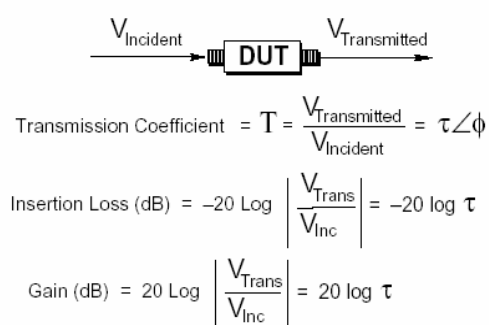 V_Incident V_Transmitted
DUT
Transmission Coefficient = T = V_Transmitted / V_Incident = τ∠ϕ
Insertion Loss (dB) = –20 Log | V_Trans / V_Inc | = –20 log τ
Gain (dB) = 20 Log | V_Trans / V_Inc | = 20 log τ